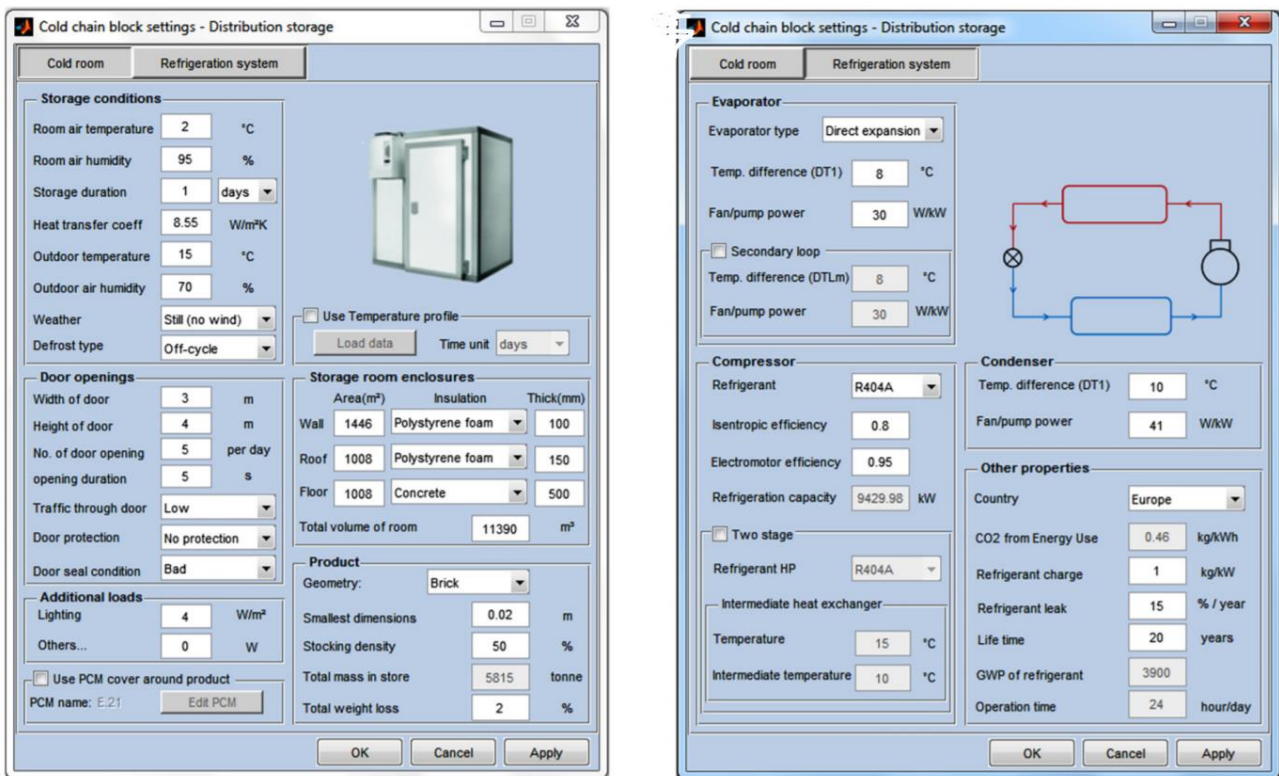 Cold chain block settings - Distribution storage
Cold room Refrigeration system
Storage conditions
Room air temperature 2 °C
Room air humidity 95 %
Storage duration 1 days
Heat transfer coeff 8.55 W/m²K
Outdoor temperature 15 °C
Outdoor air humidity 70 %
Weather Still (no wind)
Defrost type Off-cycle
Use Temperature profile
Load data Time unit days
Door openings
Width of door 3 m
Height of door 4 m
No. of door opening 5 per day
opening duration 5 s
Traffic through door Low
Door protection No protection
Door seal condition Bad
Additional loads
Lighting 4 W/m²
Others... 0 W
Use PCM cover around product
PCM name: E.21 Edit PCM
Storage room enclosures
Area(m²) Insulation Thick(mm)
Wall 1446 Polystyrene foam 100
Roof 1008 Polystyrene foam 150
Floor 1008 Concrete 500
Total volume of room 11390 m³
Product
Geometry: Brick
Smallest dimensions 0.02 m
Stocking density 50 %
Total mass in store 5815 tonne
Total weight loss 2 %
OK Cancel Apply
Cold chain block settings - Distribution storage
Cold room Refrigeration system
Evaporator
Evaporator type Direct expansion
Temp. difference (DT1) 8 °C
Fan/pump power 30 W/kW
Secondary loop
Temp. difference (DTLm) 8 °C
Fan/pump power 30 W/kW
Compressor
Refrigerant R404A
Isentropic efficiency 0.8
Electromotor efficiency 0.95
Refrigeration capacity 9429.98 kW
Two stage
Refrigerant HP R404A
Intermediate heat exchanger
Temperature 15 °C
Intermediate temperature 10 °C
Condenser
Temp. difference (DT1) 10 °C
Fan/pump power 41 W/kW
Other properties
Country Europe
CO2 from Energy Use 0.46 kg/kWh
Refrigerant charge 1 kg/kW
Refrigerant leak 15 % / year
Life time 20 years
GWP of refrigerant 3900
Operation time 24 hour/day
OK Cancel Apply